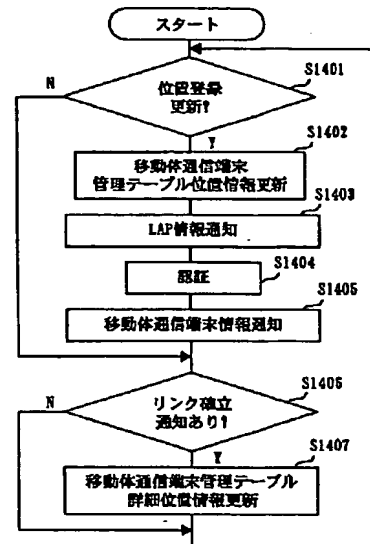 スタート
S1401
N
位置登録
更新?
Y
S1402
移動体通信端末
管理テーブル位置情報更新
S1403
LAP情報通知
S1404
認証
S1405
移動体通信端末情報通知
S1406
N
リンク確立
通知あり?
Y
S1407
移動体通信端末管理テーブル
詳細位置情報更新